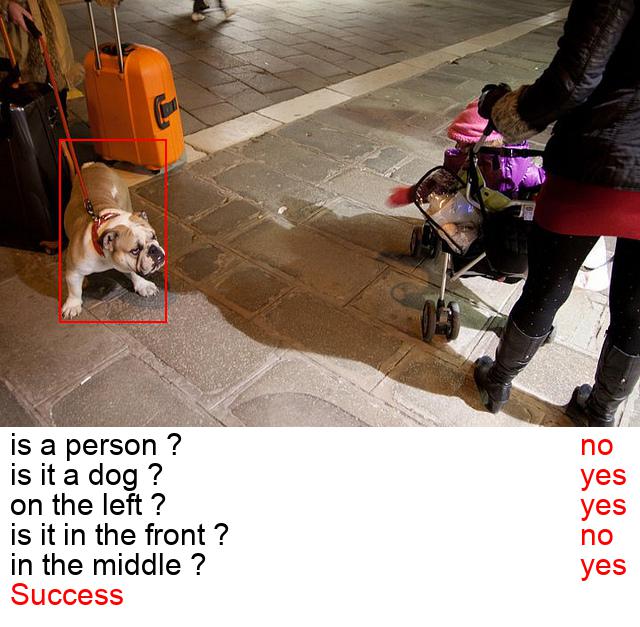 is a person ? no
is it a dog ? yes
on the left ? yes
is it in the front ? no
in the middle ? yes
Success